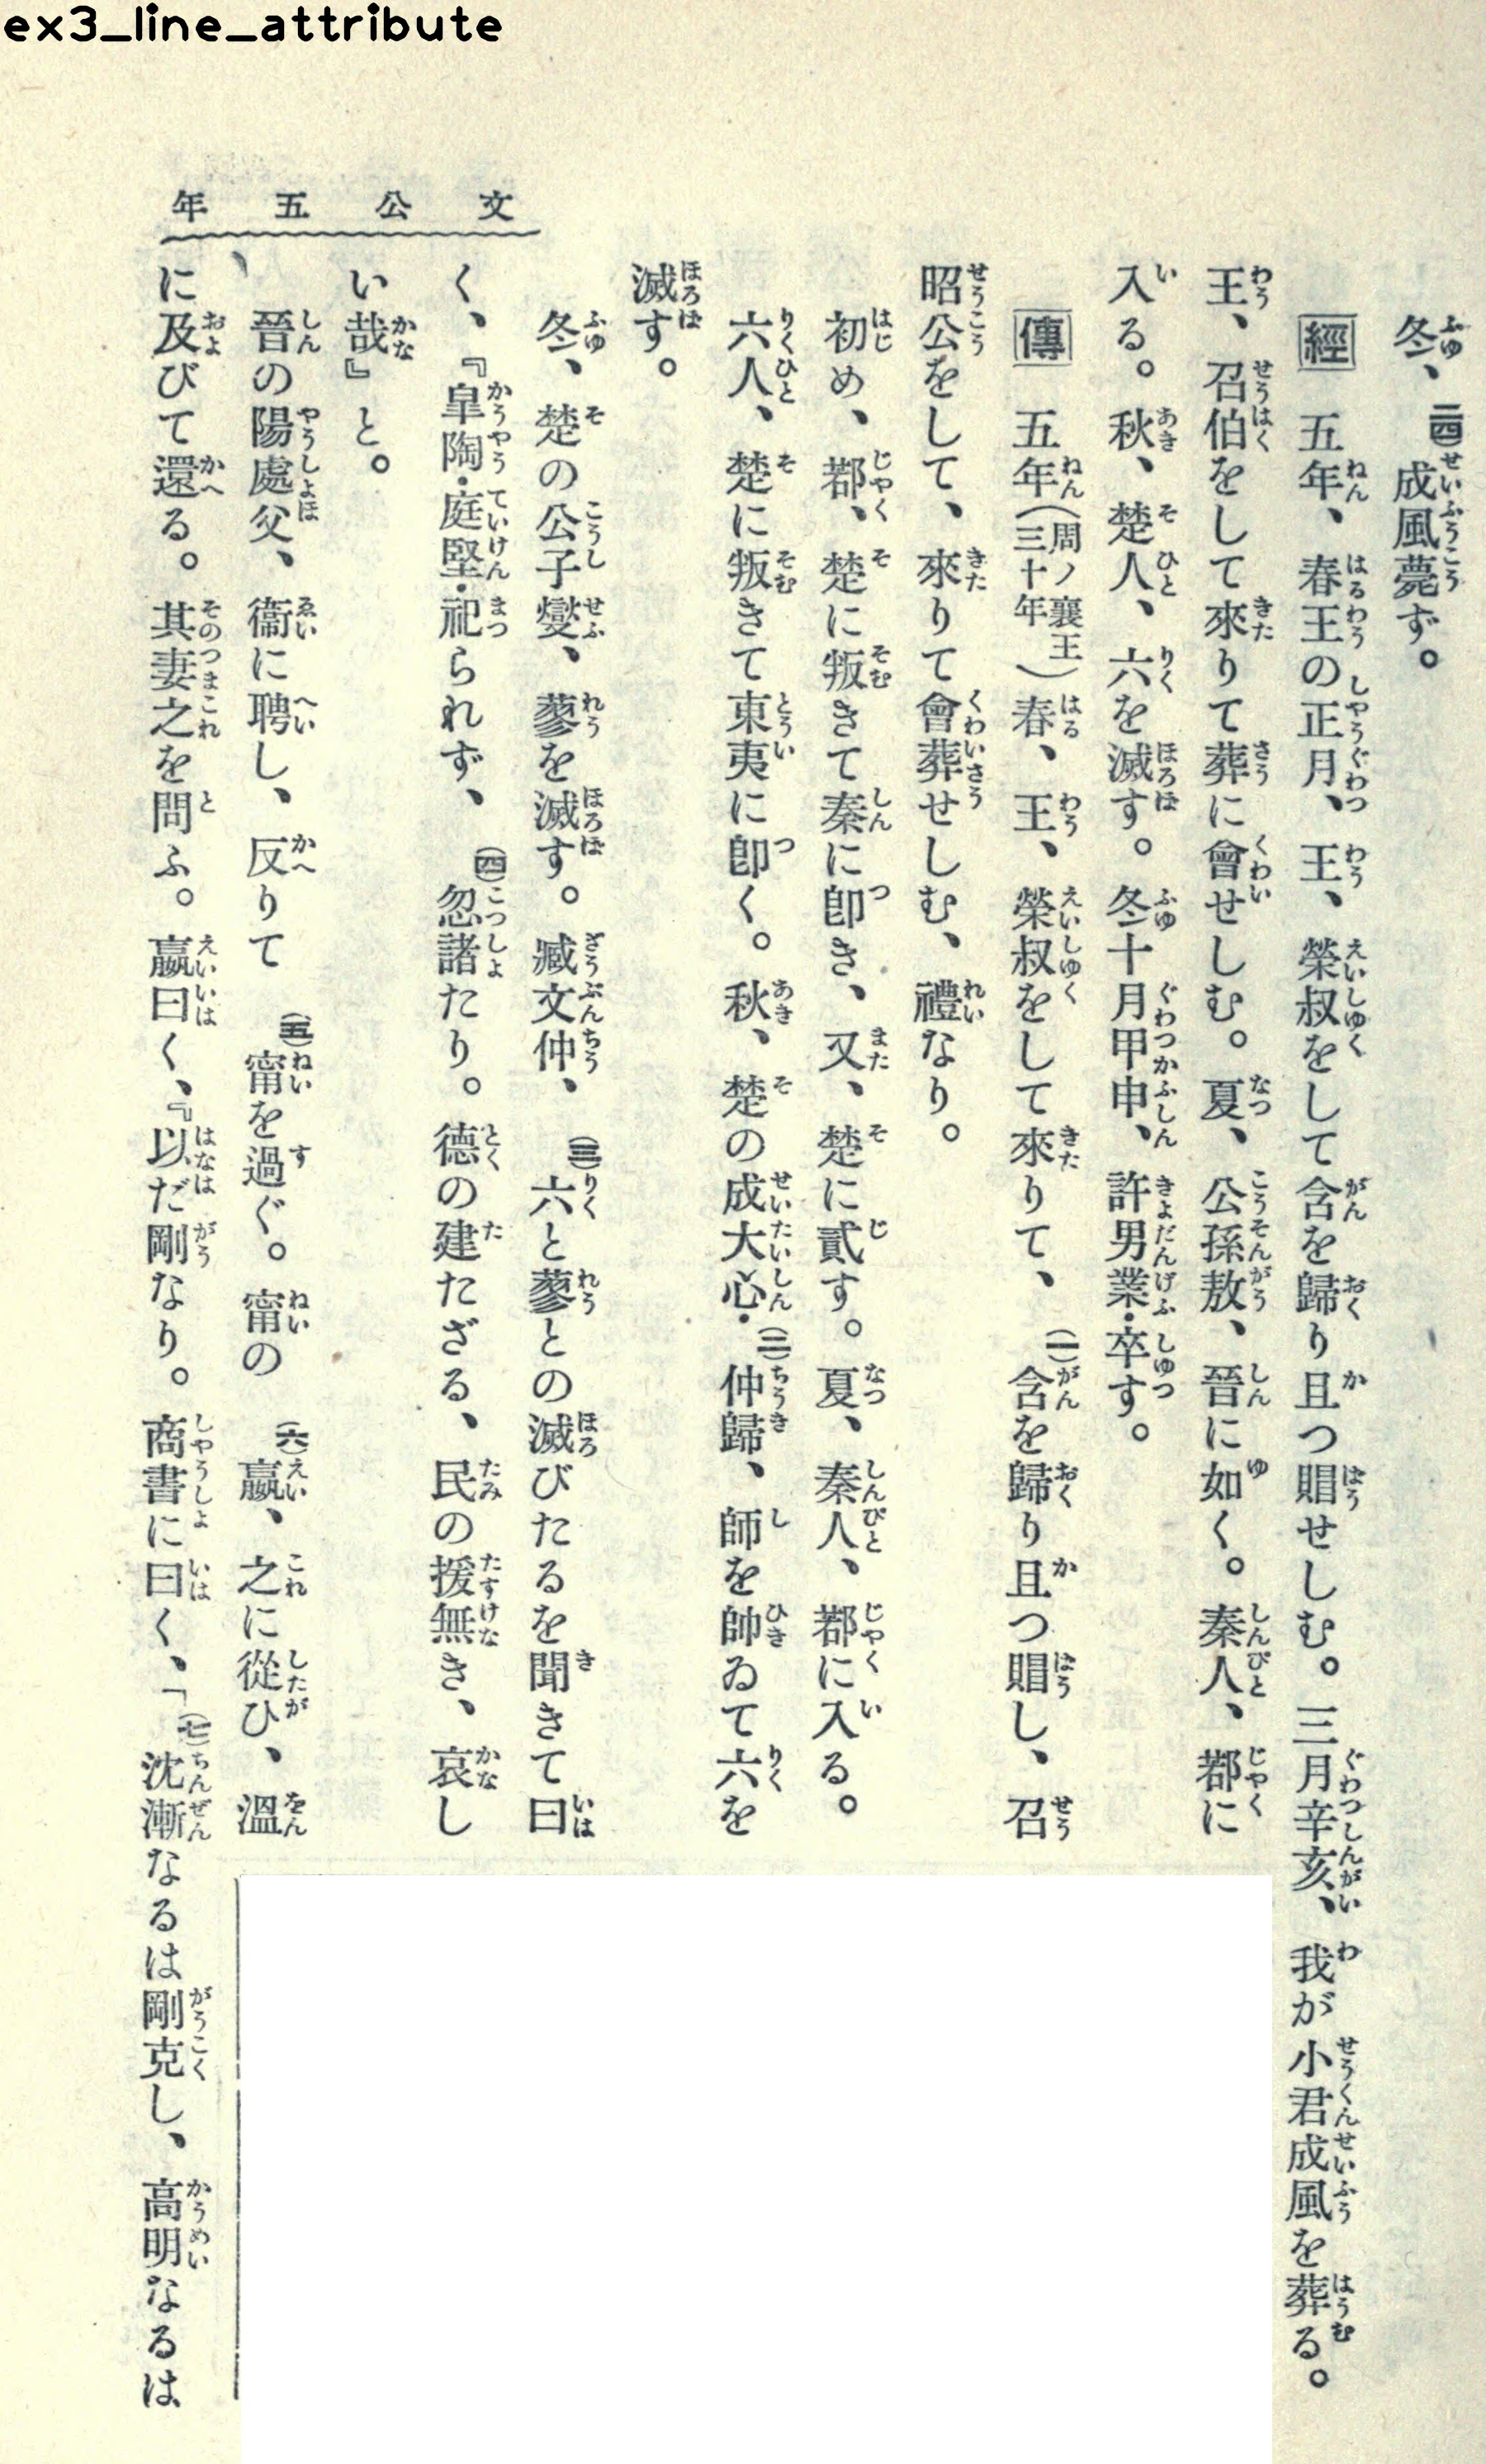 ex3_line_attribute
文公五年
冬、(二四)成風薨ず。
經 五年、春王の正月、王、榮叔をして含を歸り且つ賵せしむ。三月辛亥、我が小君成風を葬る。
王、召伯をして來りて葬に會せしむ。夏、公孫敖、晉に如く。秦人、鄀に
入る。秋、楚人、六を滅す。冬十月甲申、許男業・卒す。
傳 五年(周ノ襄王三十年)春、王、榮叔をして來りて、(一)含を歸り且つ賵し、召
昭公をして、來りて會葬せしむ、禮なり。
初め、鄀、楚に叛きて秦に卽き、又、楚に貳す。夏、秦人、鄀に入る。
六人、楚に叛きて東夷に卽く。秋、楚の成大心・(二)仲歸、師を帥ゐて六を
滅す。
冬、楚の公子燮、蓼を滅す。臧文仲、(三)六と蓼との滅びたるを聞きて曰
く、『皐陶・庭堅・祀られず、(四)忽諸たり。德の建たざる、民の援無き、哀し
い哉』と。
晉の陽處父、衞に聘し、反りて(五)甯を過ぐ。甯の(六)嬴、之に從ひ、溫
に及びて還る。其妻之を問ふ。嬴曰く、『以だ剛なり。商書に曰く、「(七)沈漸なるは剛克し、高明なるは